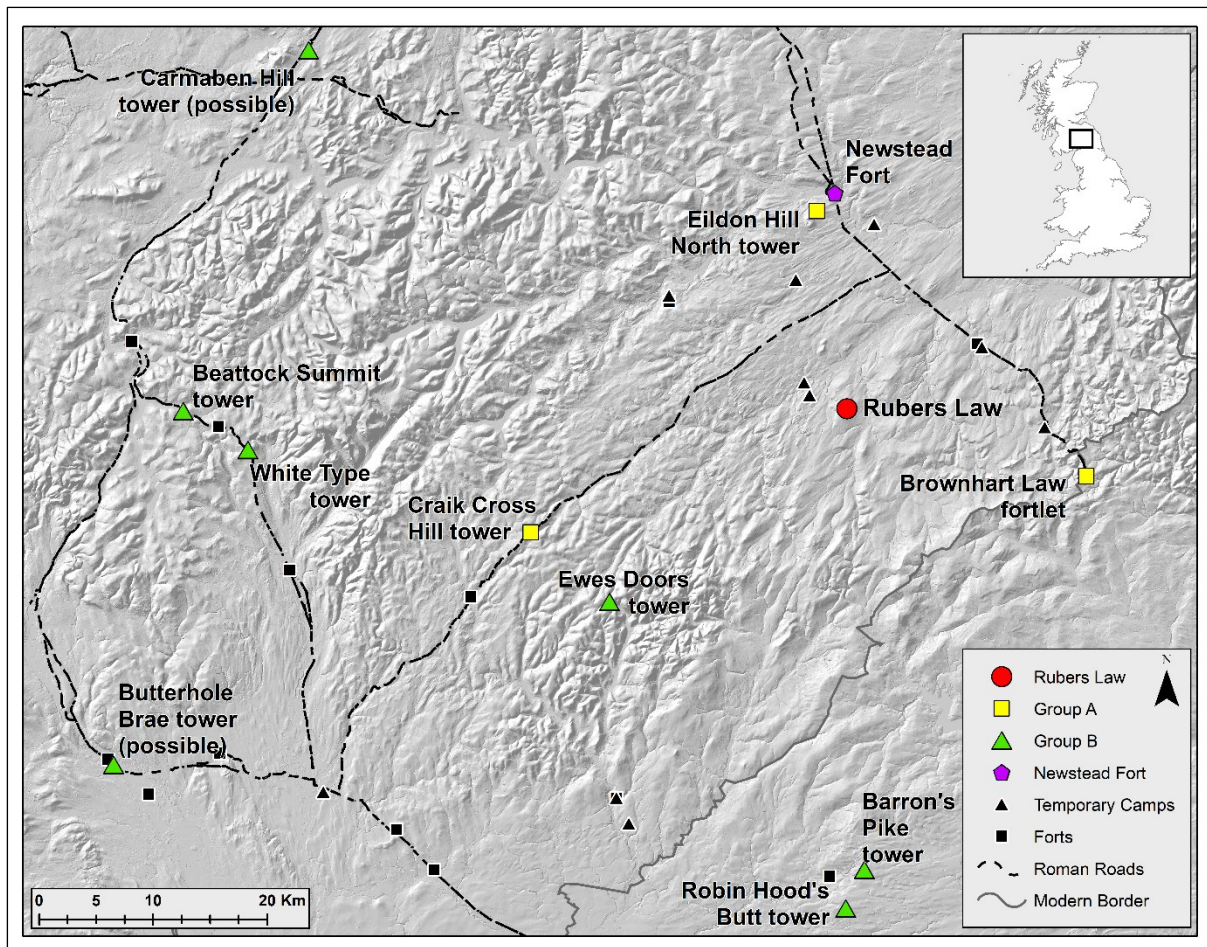 Carmaben Hill
tower (possible)
Newstead
Fort
Eildon Hill
North tower
Beattock Summit
tower
Rubers Law
White Type
tower
Brownhart Law
fortlet
Craik Cross
Hill tower
Ewes Doors
tower
Butterhole
Brae tower
(possible)
Barron's
Pike
tower
Robin Hood's
Butt tower
0 5 10 20 Km
N
Rubers Law
Group A
Group B
Newstead Fort
Temporary Camps
Forts
Roman Roads
Modern Border